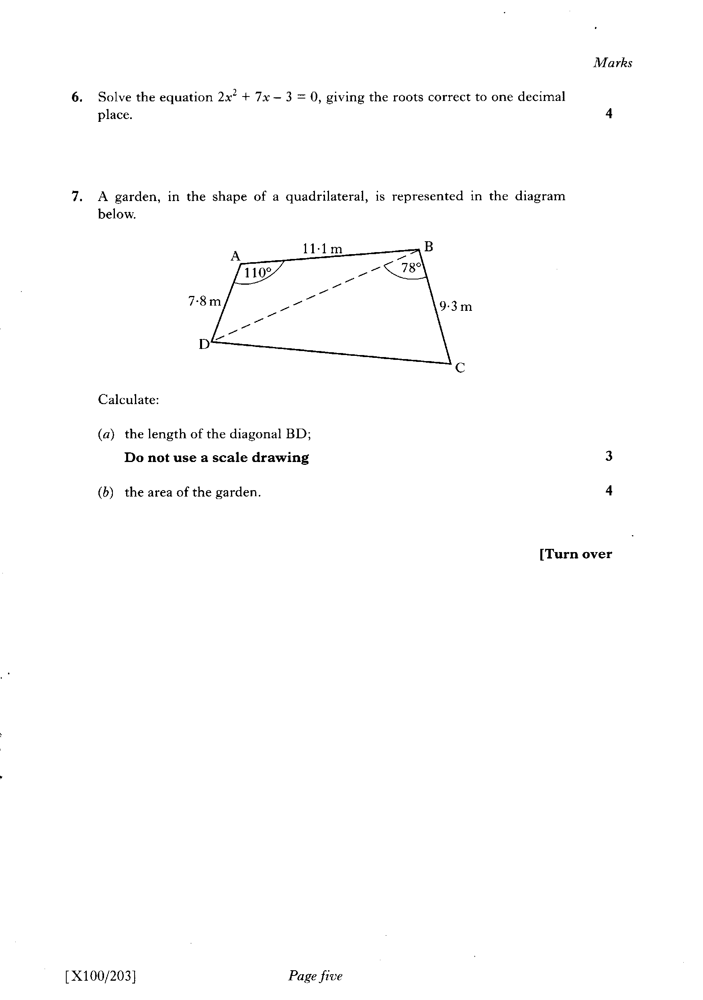 Marks
6. Solve the equation 2x² + 7x – 3 = 0, giving the roots correct to one decimal
place. 4
7. A garden, in the shape of a quadrilateral, is represented in the diagram
below.
11·1 m
B
A
110°
78°
7·8 m
9·3 m
D
C
Calculate:
(a) the length of the diagonal BD;
Do not use a scale drawing 3
(b) the area of the garden. 4
[Turn over
[X100/203] Page five